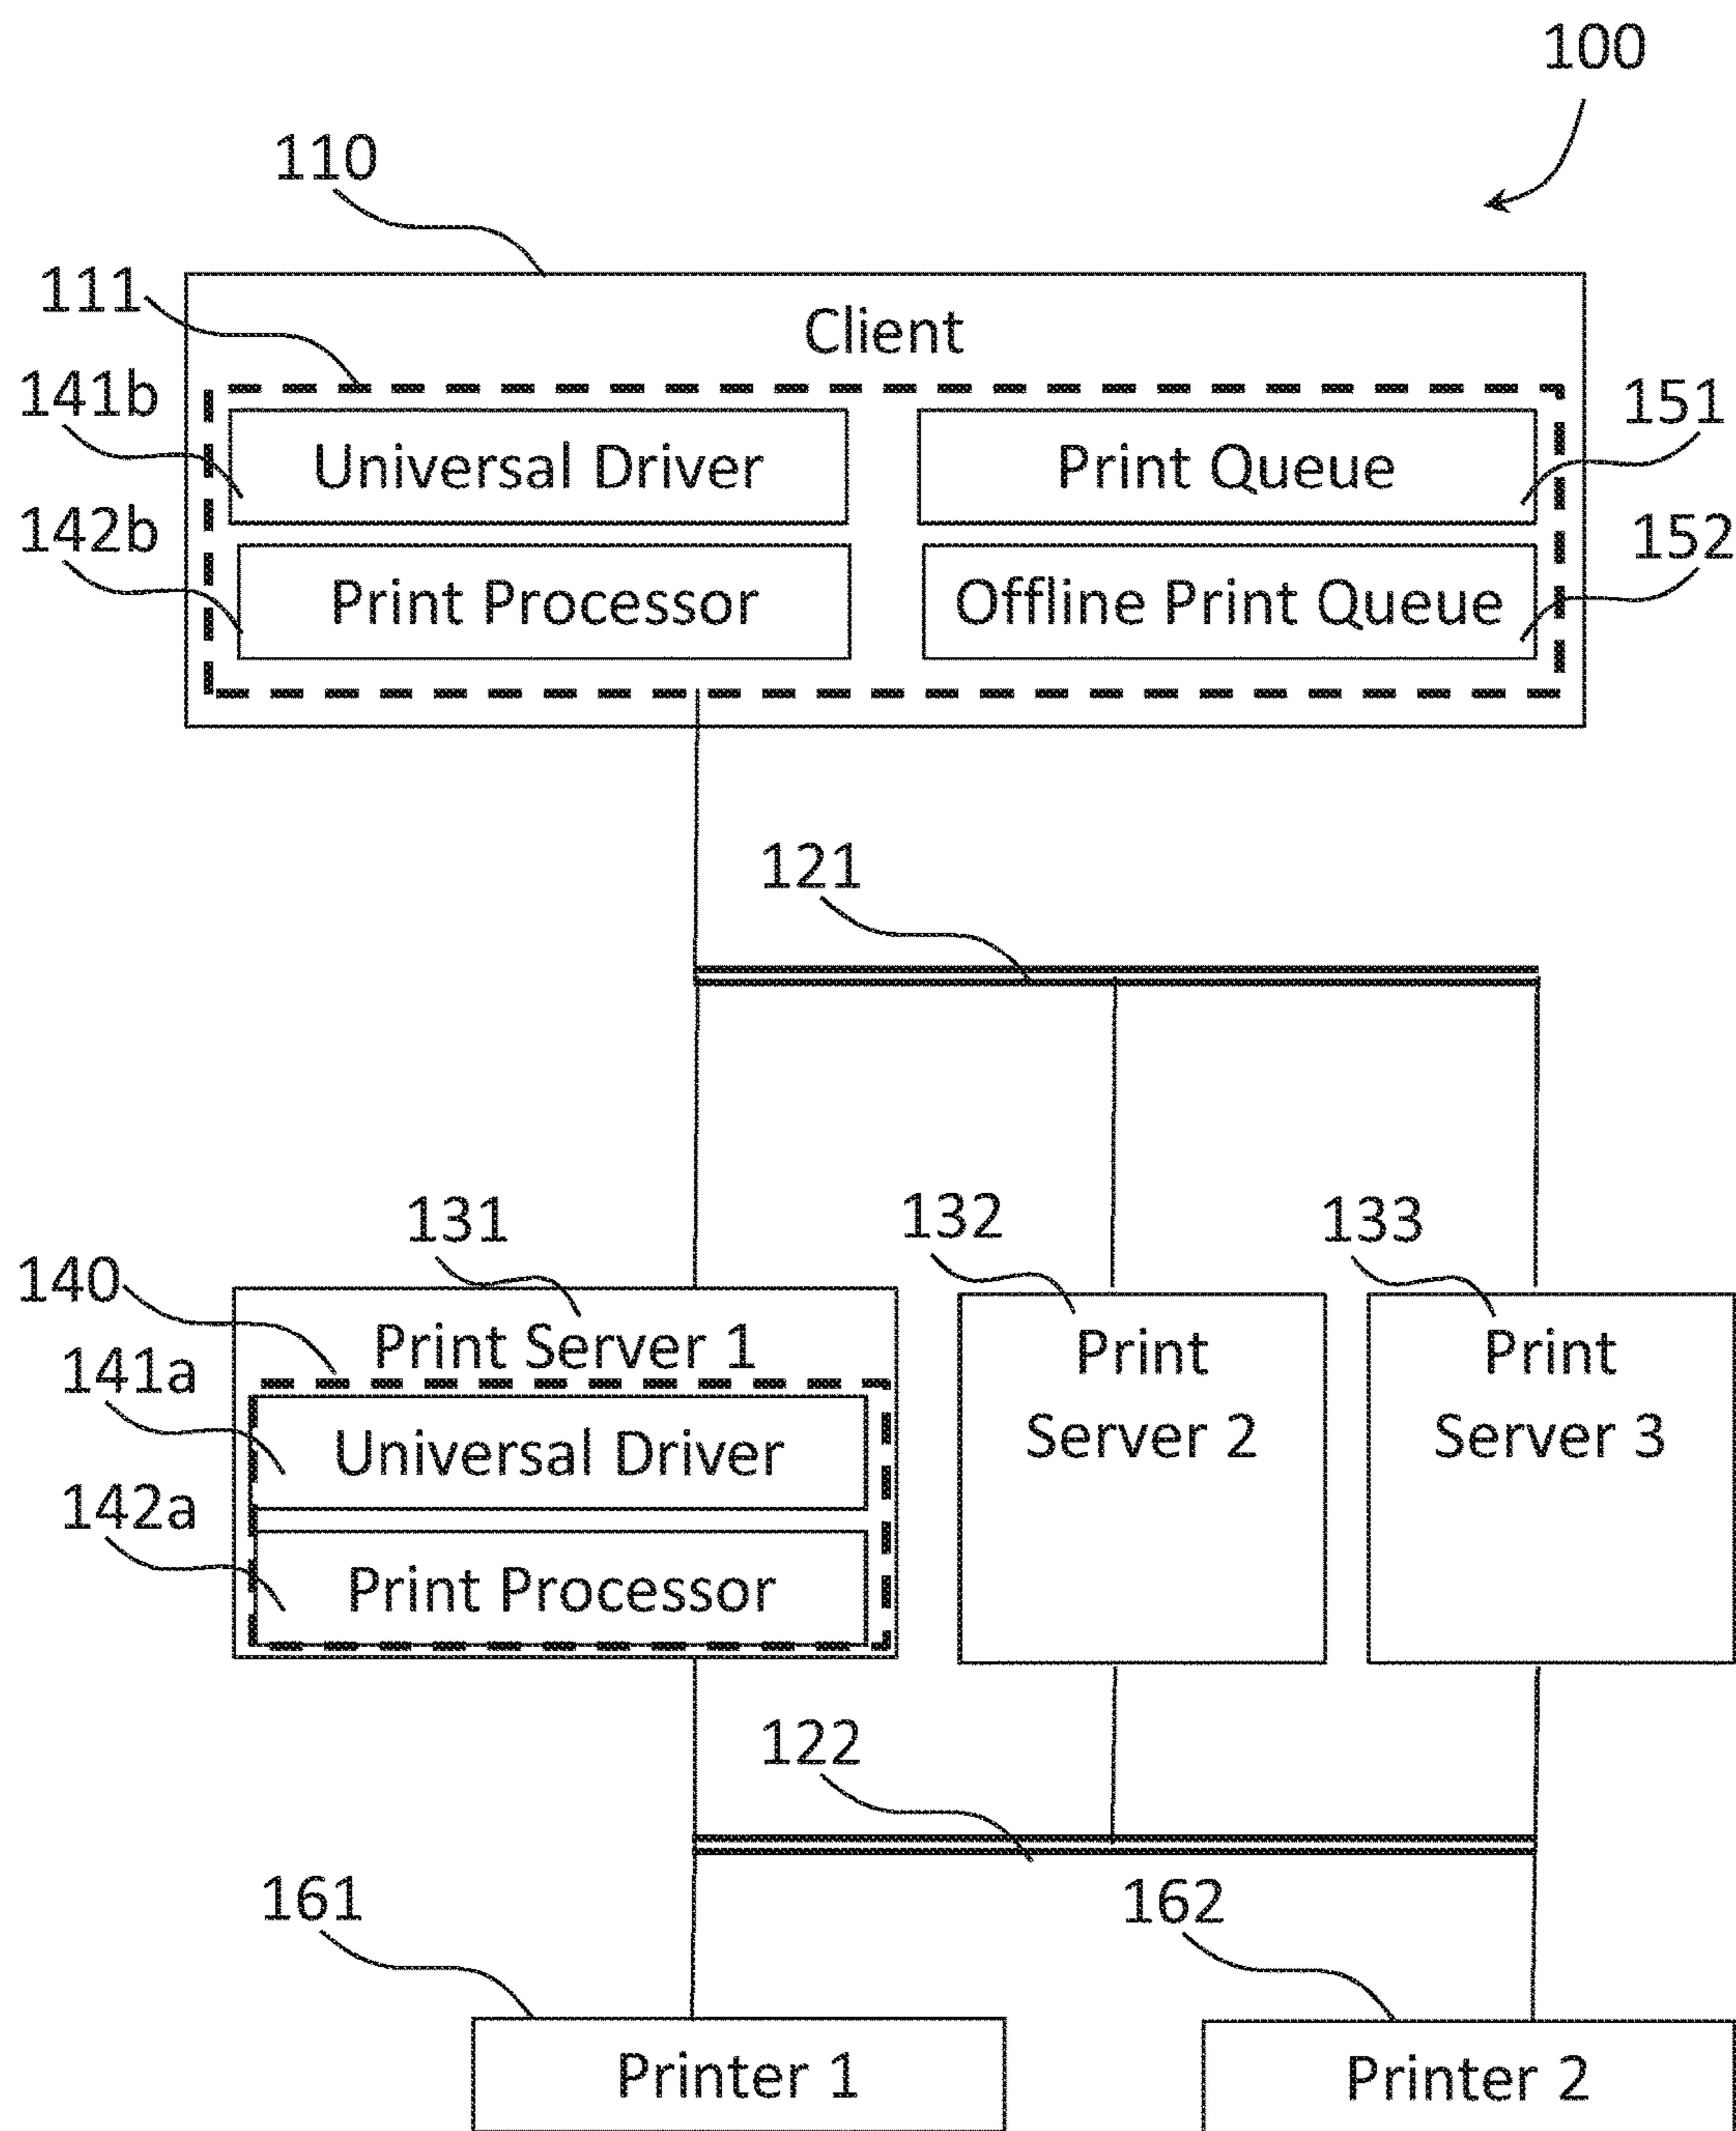 100
110
111
Client
141b
151
Universal Driver
Print Queue
142b
152
Print Processor
Offline Print Queue
121
131
132
133
140
Print Server 1
Print
Server 2
Print
Server 3
141a
Universal Driver
142a
Print Processor
122
161
162
Printer 1
Printer 2